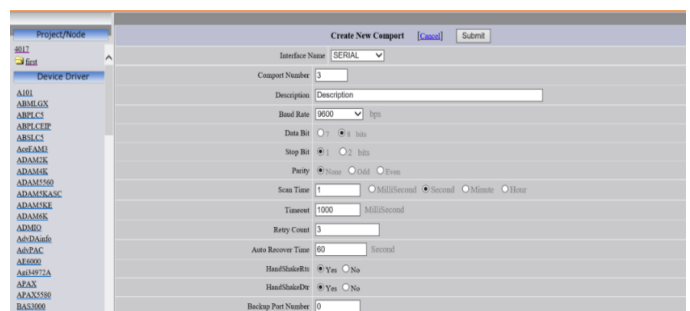 Project/Node
4017
first
Device Driver
A101
ABMLGX
ABPLC5
ABPLCEIP
ABSLC5
AceFAM3
ADAM2K
ADAM4K
ADAM5560
ADAM5KASC
ADAM5KE
ADAM6K
ADMIO
AdvDAinfo
AdvPAC
AE6000
Agi34972A
APAX
APAX5580
BAS3000
Create New Comport [Cancel] Submit
Interface Name SERIAL
Comport Number 3
Description Description
Baud Rate 9600 bps
Data Bit 7 8 bits
Stop Bit 1 2 bits
Parity None Odd Even
Scan Time 1 MilliSecond Second Minute Hour
Timeout 1000 MilliSecond
Retry Count 3
Auto Recover Time 60 Second
HandShakeRts Yes No
HandShakeDtr Yes No
Backup Port Number 0